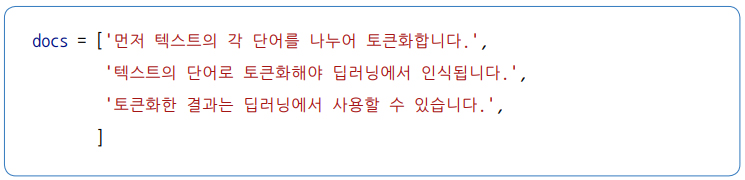 docs = ['먼저 텍스트의 각 단어를 나누어 토큰화합니다.',
'텍스트의 단어로 토큰화해야 딥러닝에서 인식됩니다.',
'토큰화한 결과는 딥러닝에서 사용할 수 있습니다.',
]